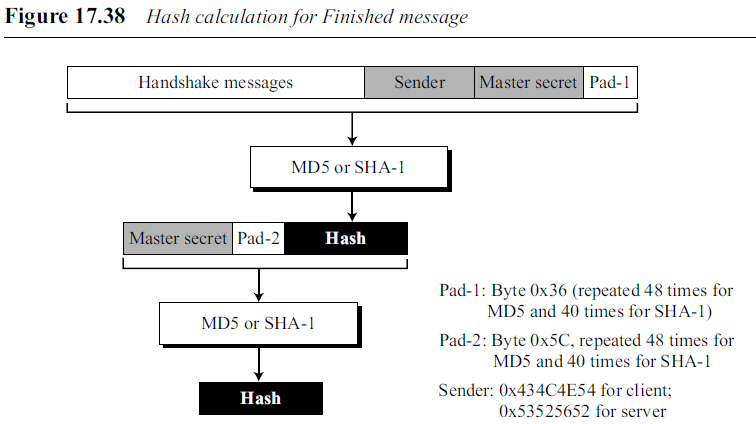 Figure 17.38 Hash calculation for Finished message
Handshake messages Sender Master secret Pad-1
MD5 or SHA-1
Master secret Pad-2 Hash
MD5 or SHA-1
Hash
Pad-1: Byte 0x36 (repeated 48 times for
MD5 and 40 times for SHA-1)
Pad-2: Byte 0x5C, repeated 48 times for
MD5 and 40 times for SHA-1
Sender: 0x434C4E54 for client;
0x53525652 for server